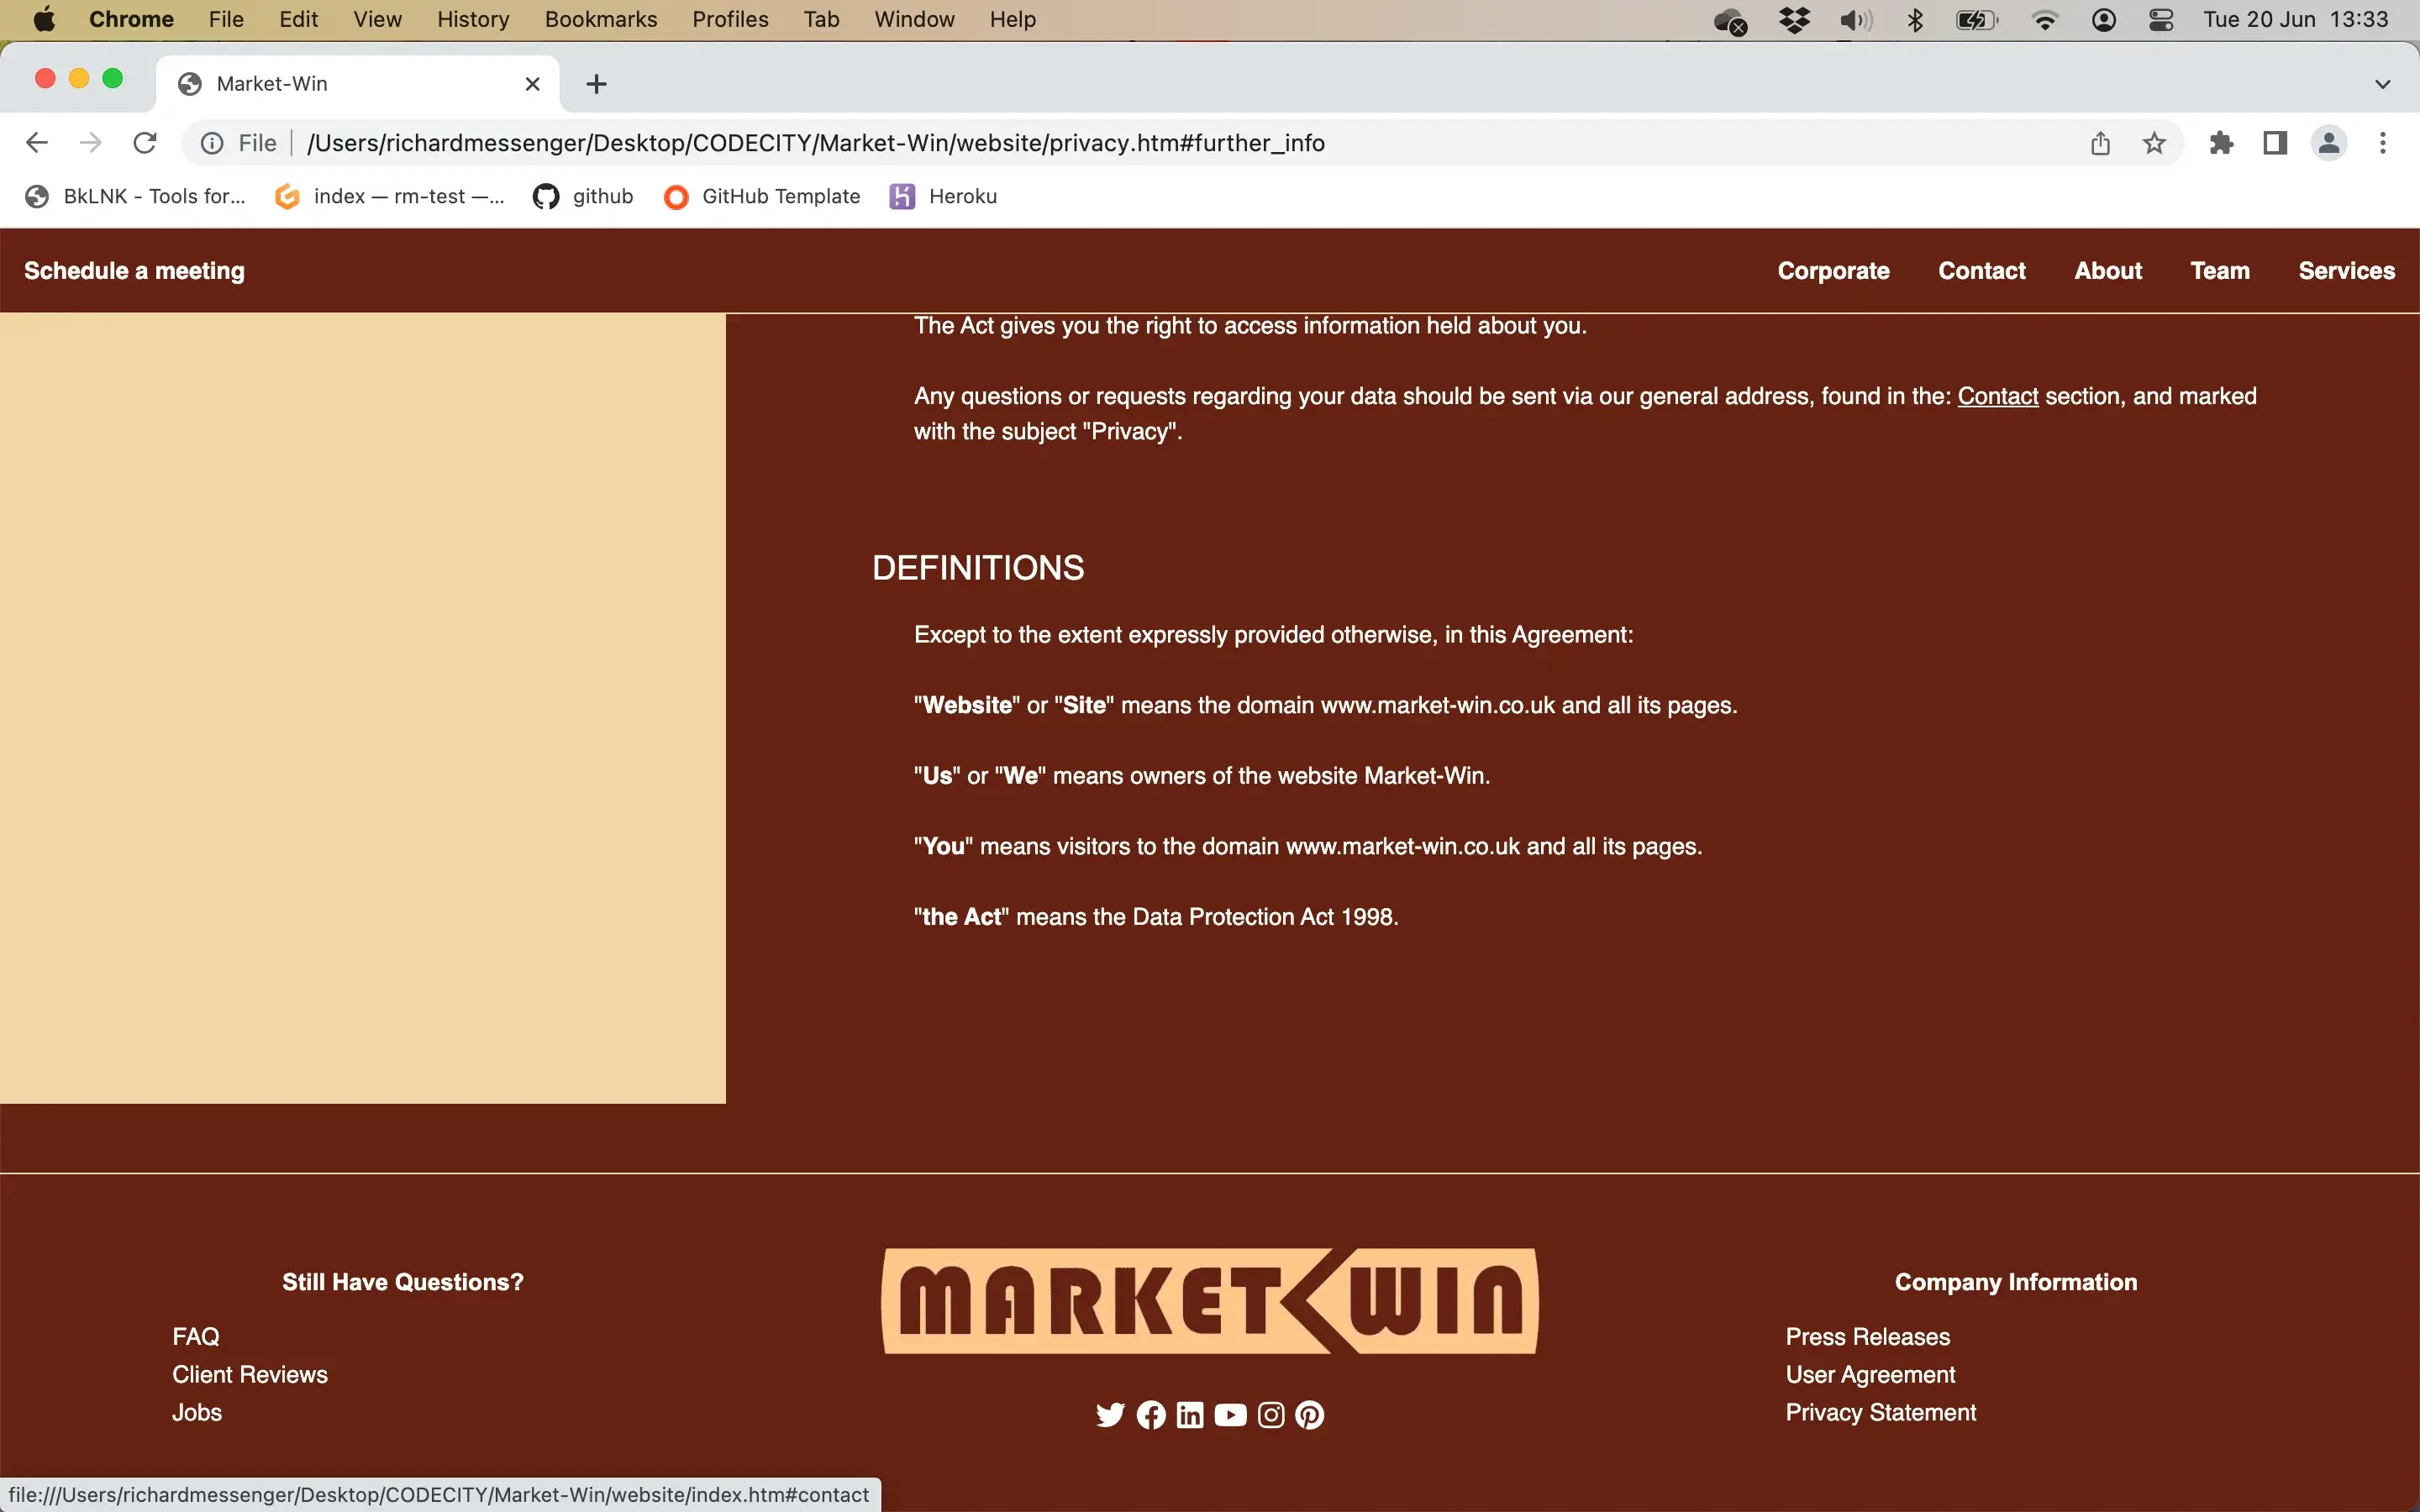 Chrome File Edit View History Bookmarks Profiles Tab Window Help Tue 20 Jun 13:33
Market-Win
File /Users/richardmessenger/Desktop/CODECITY/Market-Win/website/privacy.htm#further_info
BkLNK - Tools for... index — rm-test —... github GitHub Template Heroku
Schedule a meeting Corporate Contact About Team Services
The Act gives you the right to access information held about you.
Any questions or requests regarding your data should be sent via our general address, found in the: Contact section, and marked
with the subject "Privacy".
DEFINITIONS
Except to the extent expressly provided otherwise, in this Agreement:
"Website" or "Site" means the domain www.market-win.co.uk and all its pages.
"Us" or "We" means owners of the website Market-Win.
"You" means visitors to the domain www.market-win.co.uk and all its pages.
"the Act" means the Data Protection Act 1998.
Still Have Questions?
FAQ
Client Reviews
Jobs
MARKET WIN
Company Information
Press Releases
User Agreement
Privacy Statement
file:///Users/richardmessenger/Desktop/CODECITY/Market-Win/website/index.htm#contact